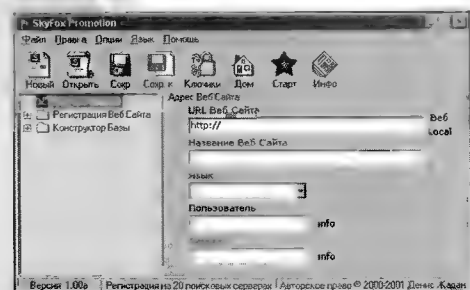 SkyFox Promotion
Файл Правка Опции Язык Помощь
Новый Открыть Сохр Сохр. к Ключики Дом Старт Инфо
Адрес Веб Сайта
Регистрация Веб Сайта
Конструктор Базы
URL Веб Сайта
http://
Веб
Local
Название Веб Сайта
Язык
Пользователь
info
info
Версия 1.00a Регистрация на 20 поисковых серверах Авторское право © 2000-2001 Денис Жадан